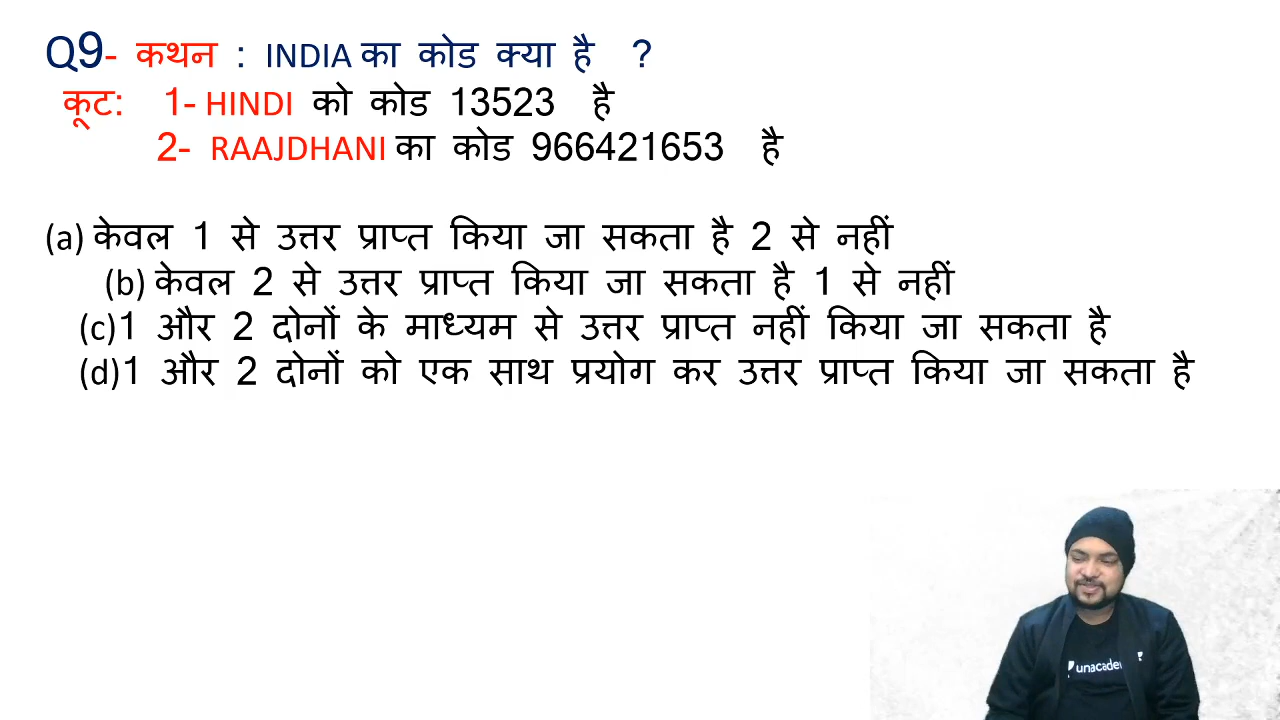 Q9- कथन : INDIA का कोड क्या है ?
कूट: 1- HINDI को कोड 13523 है
2- RAAJDHANI का कोड 966421653 है
(a) केवल 1 से उत्तर प्राप्त किया जा सकता है 2 से नहीं
(b) केवल 2 से उत्तर प्राप्त किया जा सकता है 1 से नहीं
(c)1 और 2 दोनों के माध्यम से उत्तर प्राप्त नहीं किया जा सकता है
(d)1 और 2 दोनों को एक साथ प्रयोग कर उत्तर प्राप्त किया जा सकता है